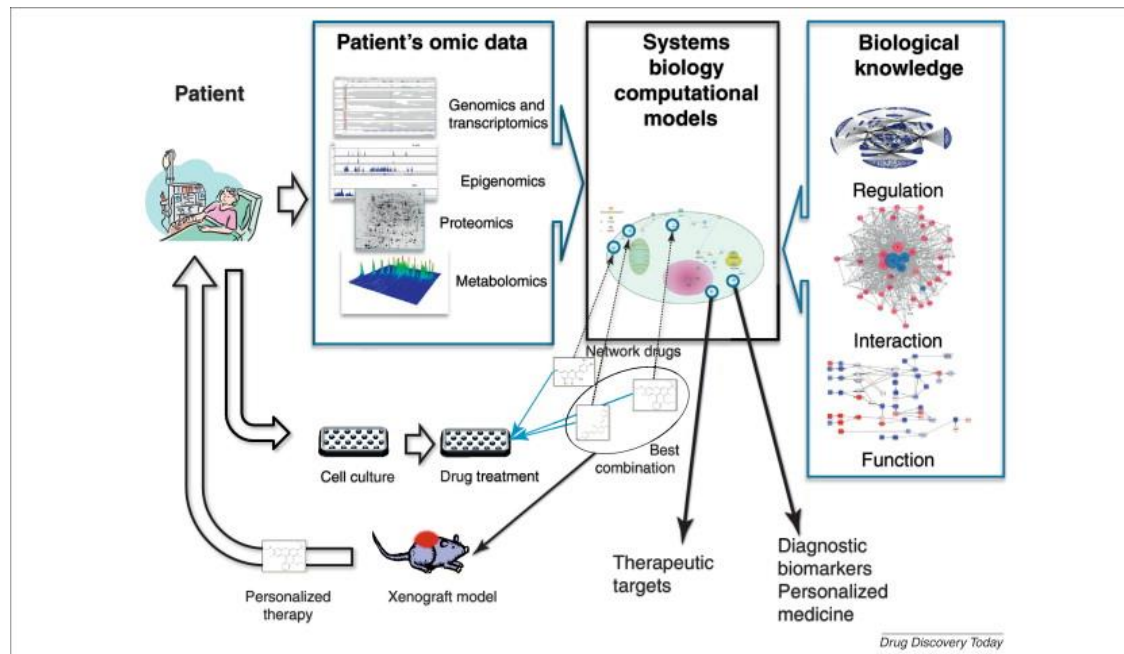 Patient
Patient's omic data
Genomics and
transcriptomics
Epigenomics
Proteomics
Metabolomics
Systems
biology
computational
models
Biological
knowledge
Regulation
Interaction
Function
Network drugs
Best
combination
Cell culture
Drug treatment
Personalized
therapy
Xenograft model
Therapeutic
targets
Diagnostic
biomarkers
Personalized
medicine
Drug Discovery Today